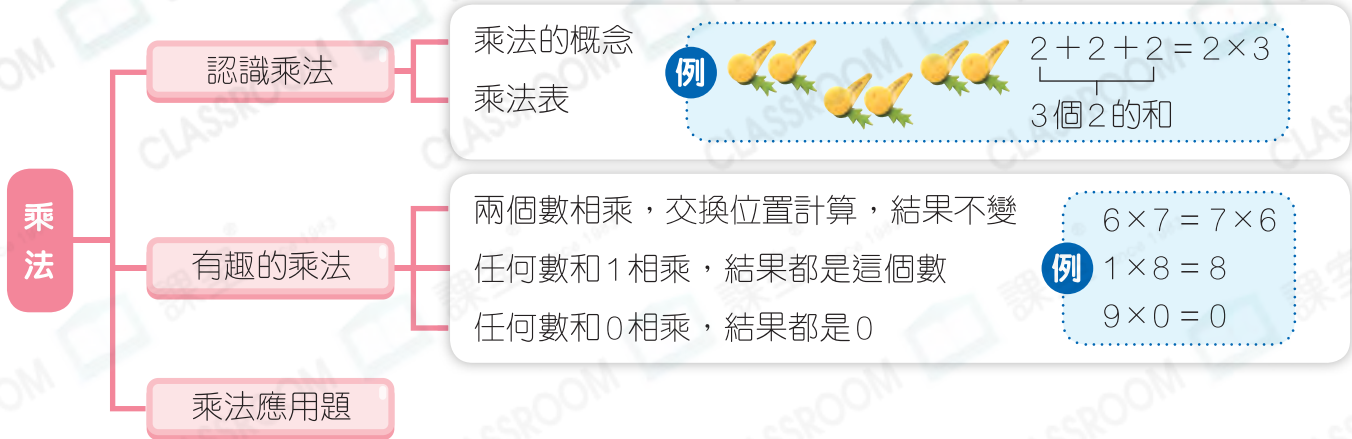 乘法
認識乘法
乘法的概念
乘法表
例
2＋2＋2＝2×3
3個2的和
有趣的乘法
兩個數相乘，交換位置計算，結果不變
任何數和1相乘，結果都是這個數
任何數和0相乘，結果都是0
例
6×7＝7×6
1×8＝8
9×0＝0
乘法應用題
CLASSROOM